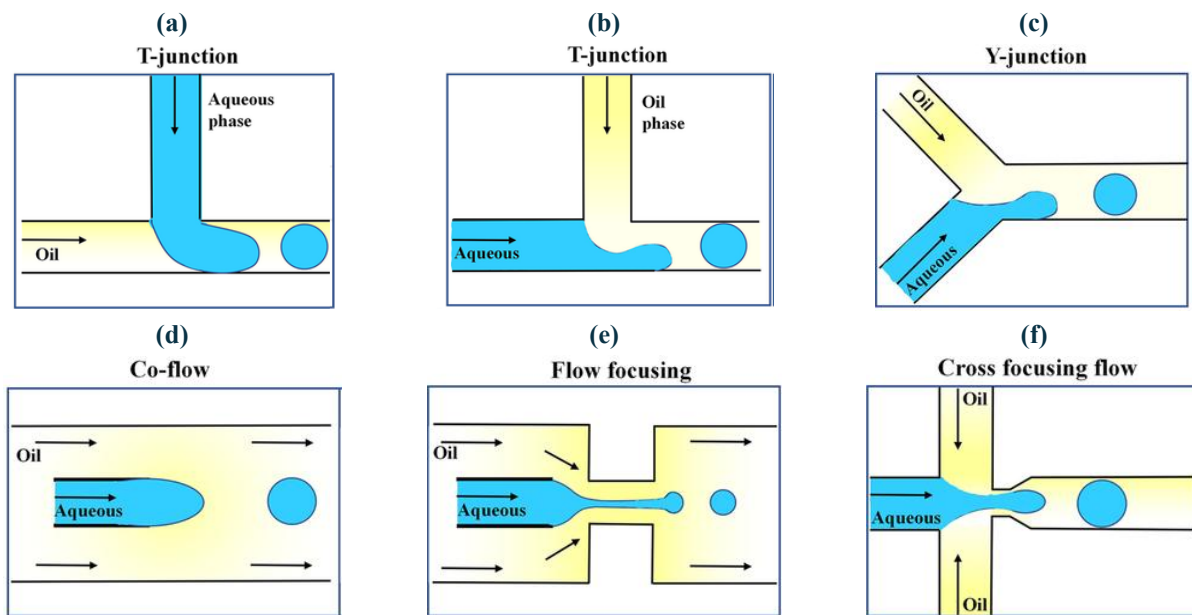 (a)
T-junction
Aqueous
phase
Oil
(b)
T-junction
Oil
phase
Aqueous
(c)
Y-junction
Oil
Aqueous
(d)
Co-flow
Oil
Aqueous
(e)
Flow focusing
Oil
Aqueous
(f)
Cross focusing flow
Oil
Aqueous
Oil